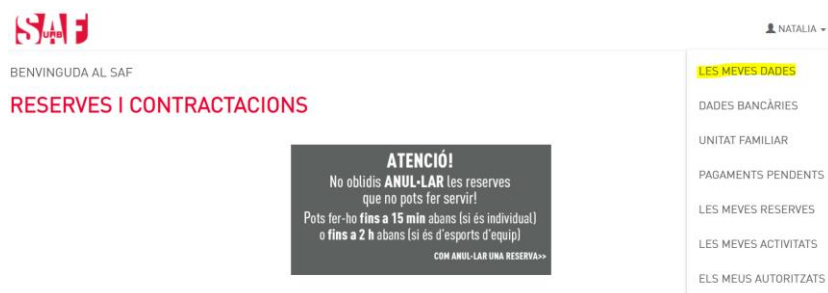 SAF
UAB
NATALIA
BENVINGUDA AL SAF
RESERVES I CONTRACTACIONS
ATENCIÓ!
No oblidis ANUL·LAR les reserves
que no pots fer servir!
Pots fer-ho fins a 15 min abans (si és individual)
o fins a 2 h abans (si és d'esports d'equip)
COM ANUL·LAR UNA RESERVA>>
LES MEVES DADES
DADES BANCÀRIES
UNITAT FAMILIAR
PAGAMENTS PENDENTS
LES MEVES RESERVES
LES MEVES ACTIVITATS
ELS MEUS AUTORITZATS